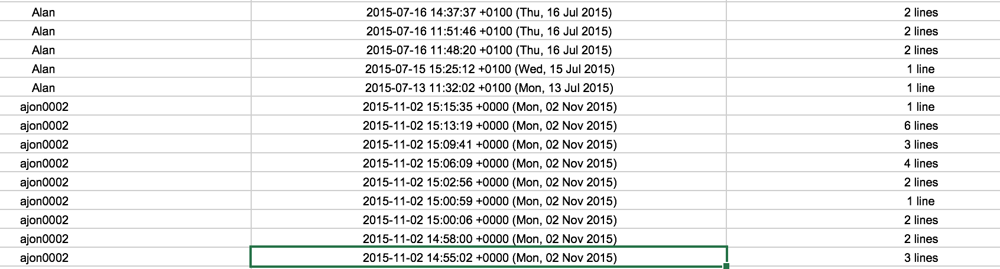 Alan 2015-07-16 14:37:37 +0100 (Thu, 16 Jul 2015) 2 lines
Alan 2015-07-16 11:51:46 +0100 (Thu, 16 Jul 2015) 2 lines
Alan 2015-07-16 11:48:20 +0100 (Thu, 16 Jul 2015) 2 lines
Alan 2015-07-15 15:25:12 +0100 (Wed, 15 Jul 2015) 1 line
Alan 2015-07-13 11:32:02 +0100 (Mon, 13 Jul 2015) 1 line
ajon0002 2015-11-02 15:15:35 +0000 (Mon, 02 Nov 2015) 1 line
ajon0002 2015-11-02 15:13:19 +0000 (Mon, 02 Nov 2015) 6 lines
ajon0002 2015-11-02 15:09:41 +0000 (Mon, 02 Nov 2015) 3 lines
ajon0002 2015-11-02 15:06:09 +0000 (Mon, 02 Nov 2015) 4 lines
ajon0002 2015-11-02 15:02:56 +0000 (Mon, 02 Nov 2015) 2 lines
ajon0002 2015-11-02 15:00:59 +0000 (Mon, 02 Nov 2015) 1 line
ajon0002 2015-11-02 15:00:06 +0000 (Mon, 02 Nov 2015) 2 lines
ajon0002 2015-11-02 14:58:00 +0000 (Mon, 02 Nov 2015) 2 lines
ajon0002 2015-11-02 14:55:02 +0000 (Mon, 02 Nov 2015) 3 lines